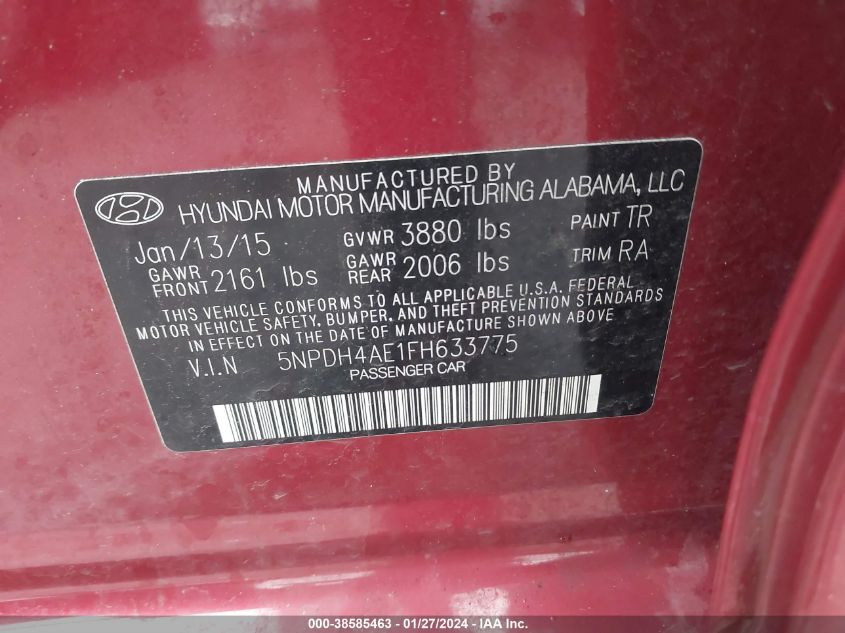 MANUFACTURED BY
HYUNDAI MOTOR MANUFACTURING ALABAMA, LLC
Jan/13/15 GVWR 3880 lbs PAINT TR
GAWR FRONT 2161 lbs GAWR REAR 2006 lbs TRIM RA
THIS VEHICLE CONFORMS TO ALL APPLICABLE U.S.A. FEDERAL
MOTOR VEHICLE SAFETY, BUMPER, AND THEFT PREVENTION STANDARDS
IN EFFECT ON THE DATE OF MANUFACTURE SHOWN ABOVE.
V.I.N 5NPDH4AE1FH633775
PASSENGER CAR
000-38585463 - 01/27/2024 - IAA Inc.